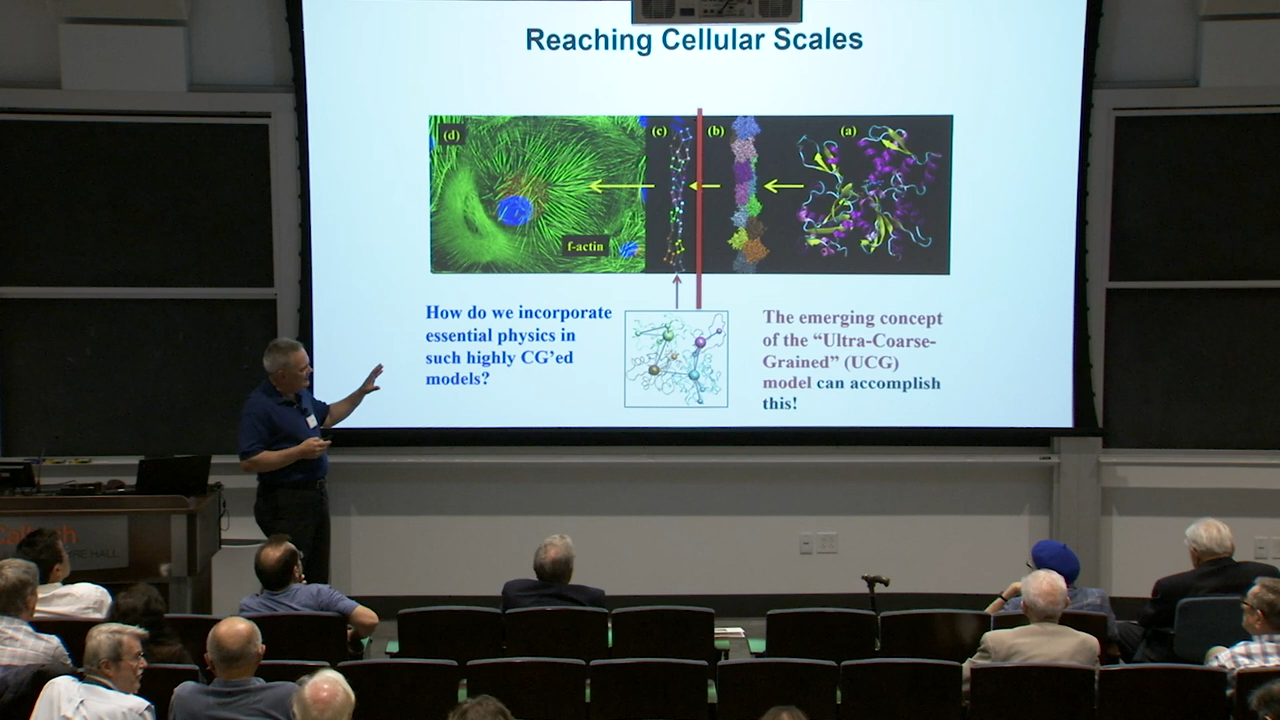 Reaching Cellular Scales
(d)
(c)
(b)
(a)
f-actin
How do we incorporate
essential physics in
such highly CG'ed
models?
The emerging concept
of the “Ultra-Coarse-
Grained” (UCG)
model can accomplish
this!
HALL